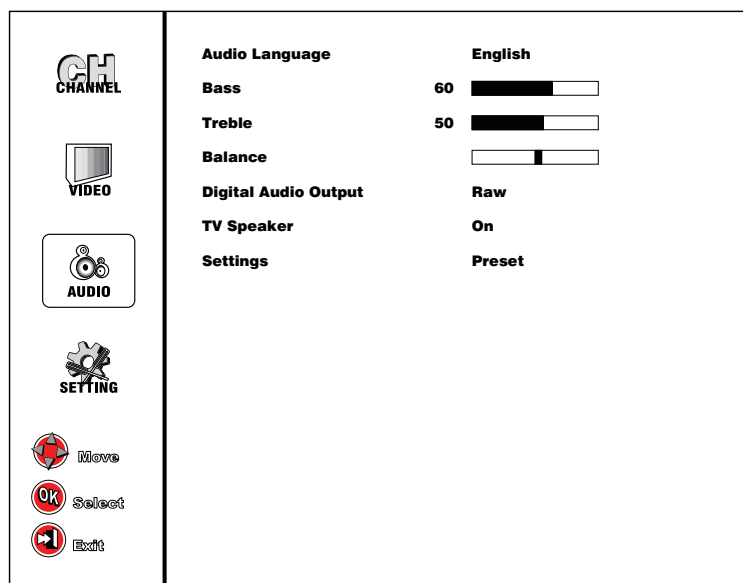 CH
CHANNEL
VIDEO
AUDIO
SETTING
Move
OK Select
Exit
Audio Language English
Bass 60
Treble 50
Balance
Digital Audio Output Raw
TV Speaker On
Settings Preset